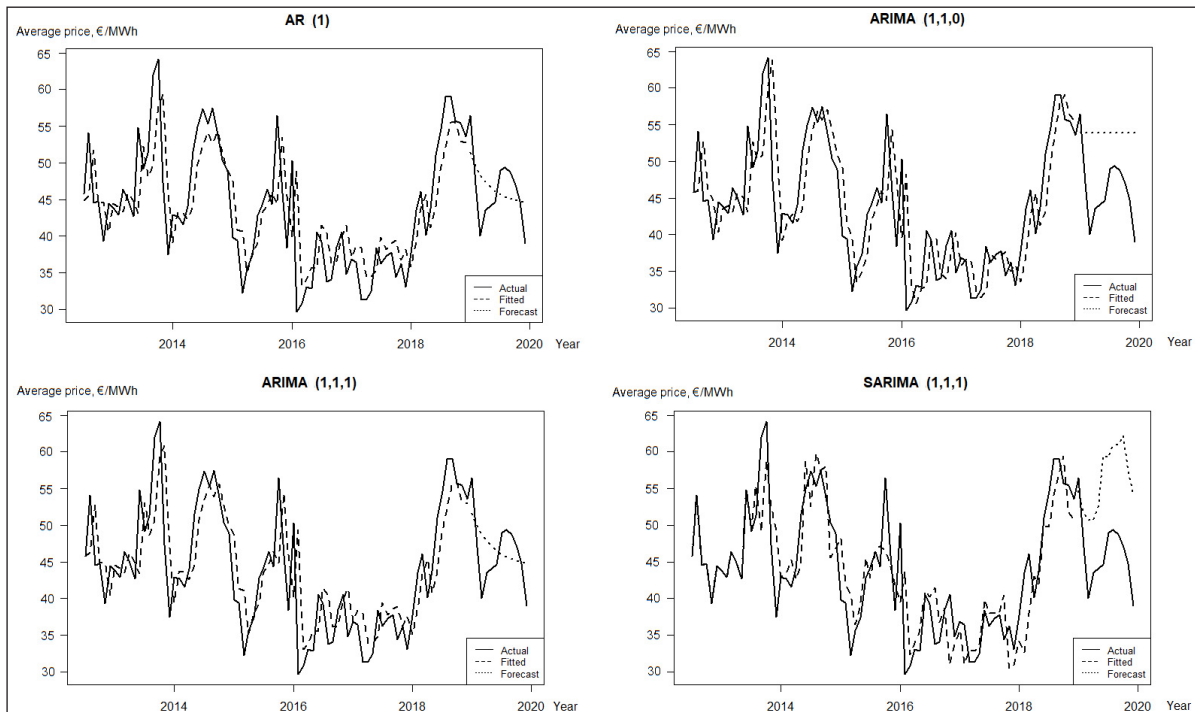 AR (1)
Average price, €/MWh
65
60
55
50
45
40
35
30
2014
2016
2018
2020
Year
Actual
Fitted
Forecast
ARIMA (1,1,0)
Average price, €/MWh
65
60
55
50
45
40
35
30
2014
2016
2018
2020
Year
Actual
Fitted
Forecast
ARIMA (1,1,1)
Average price, €/MWh
65
60
55
50
45
40
35
30
2014
2016
2018
2020
Year
Actual
Fitted
Forecast
SARIMA (1,1,1)
Average price, €/MWh
65
60
55
50
45
40
35
30
2014
2016
2018
2020
Year
Actual
Fitted
Forecast